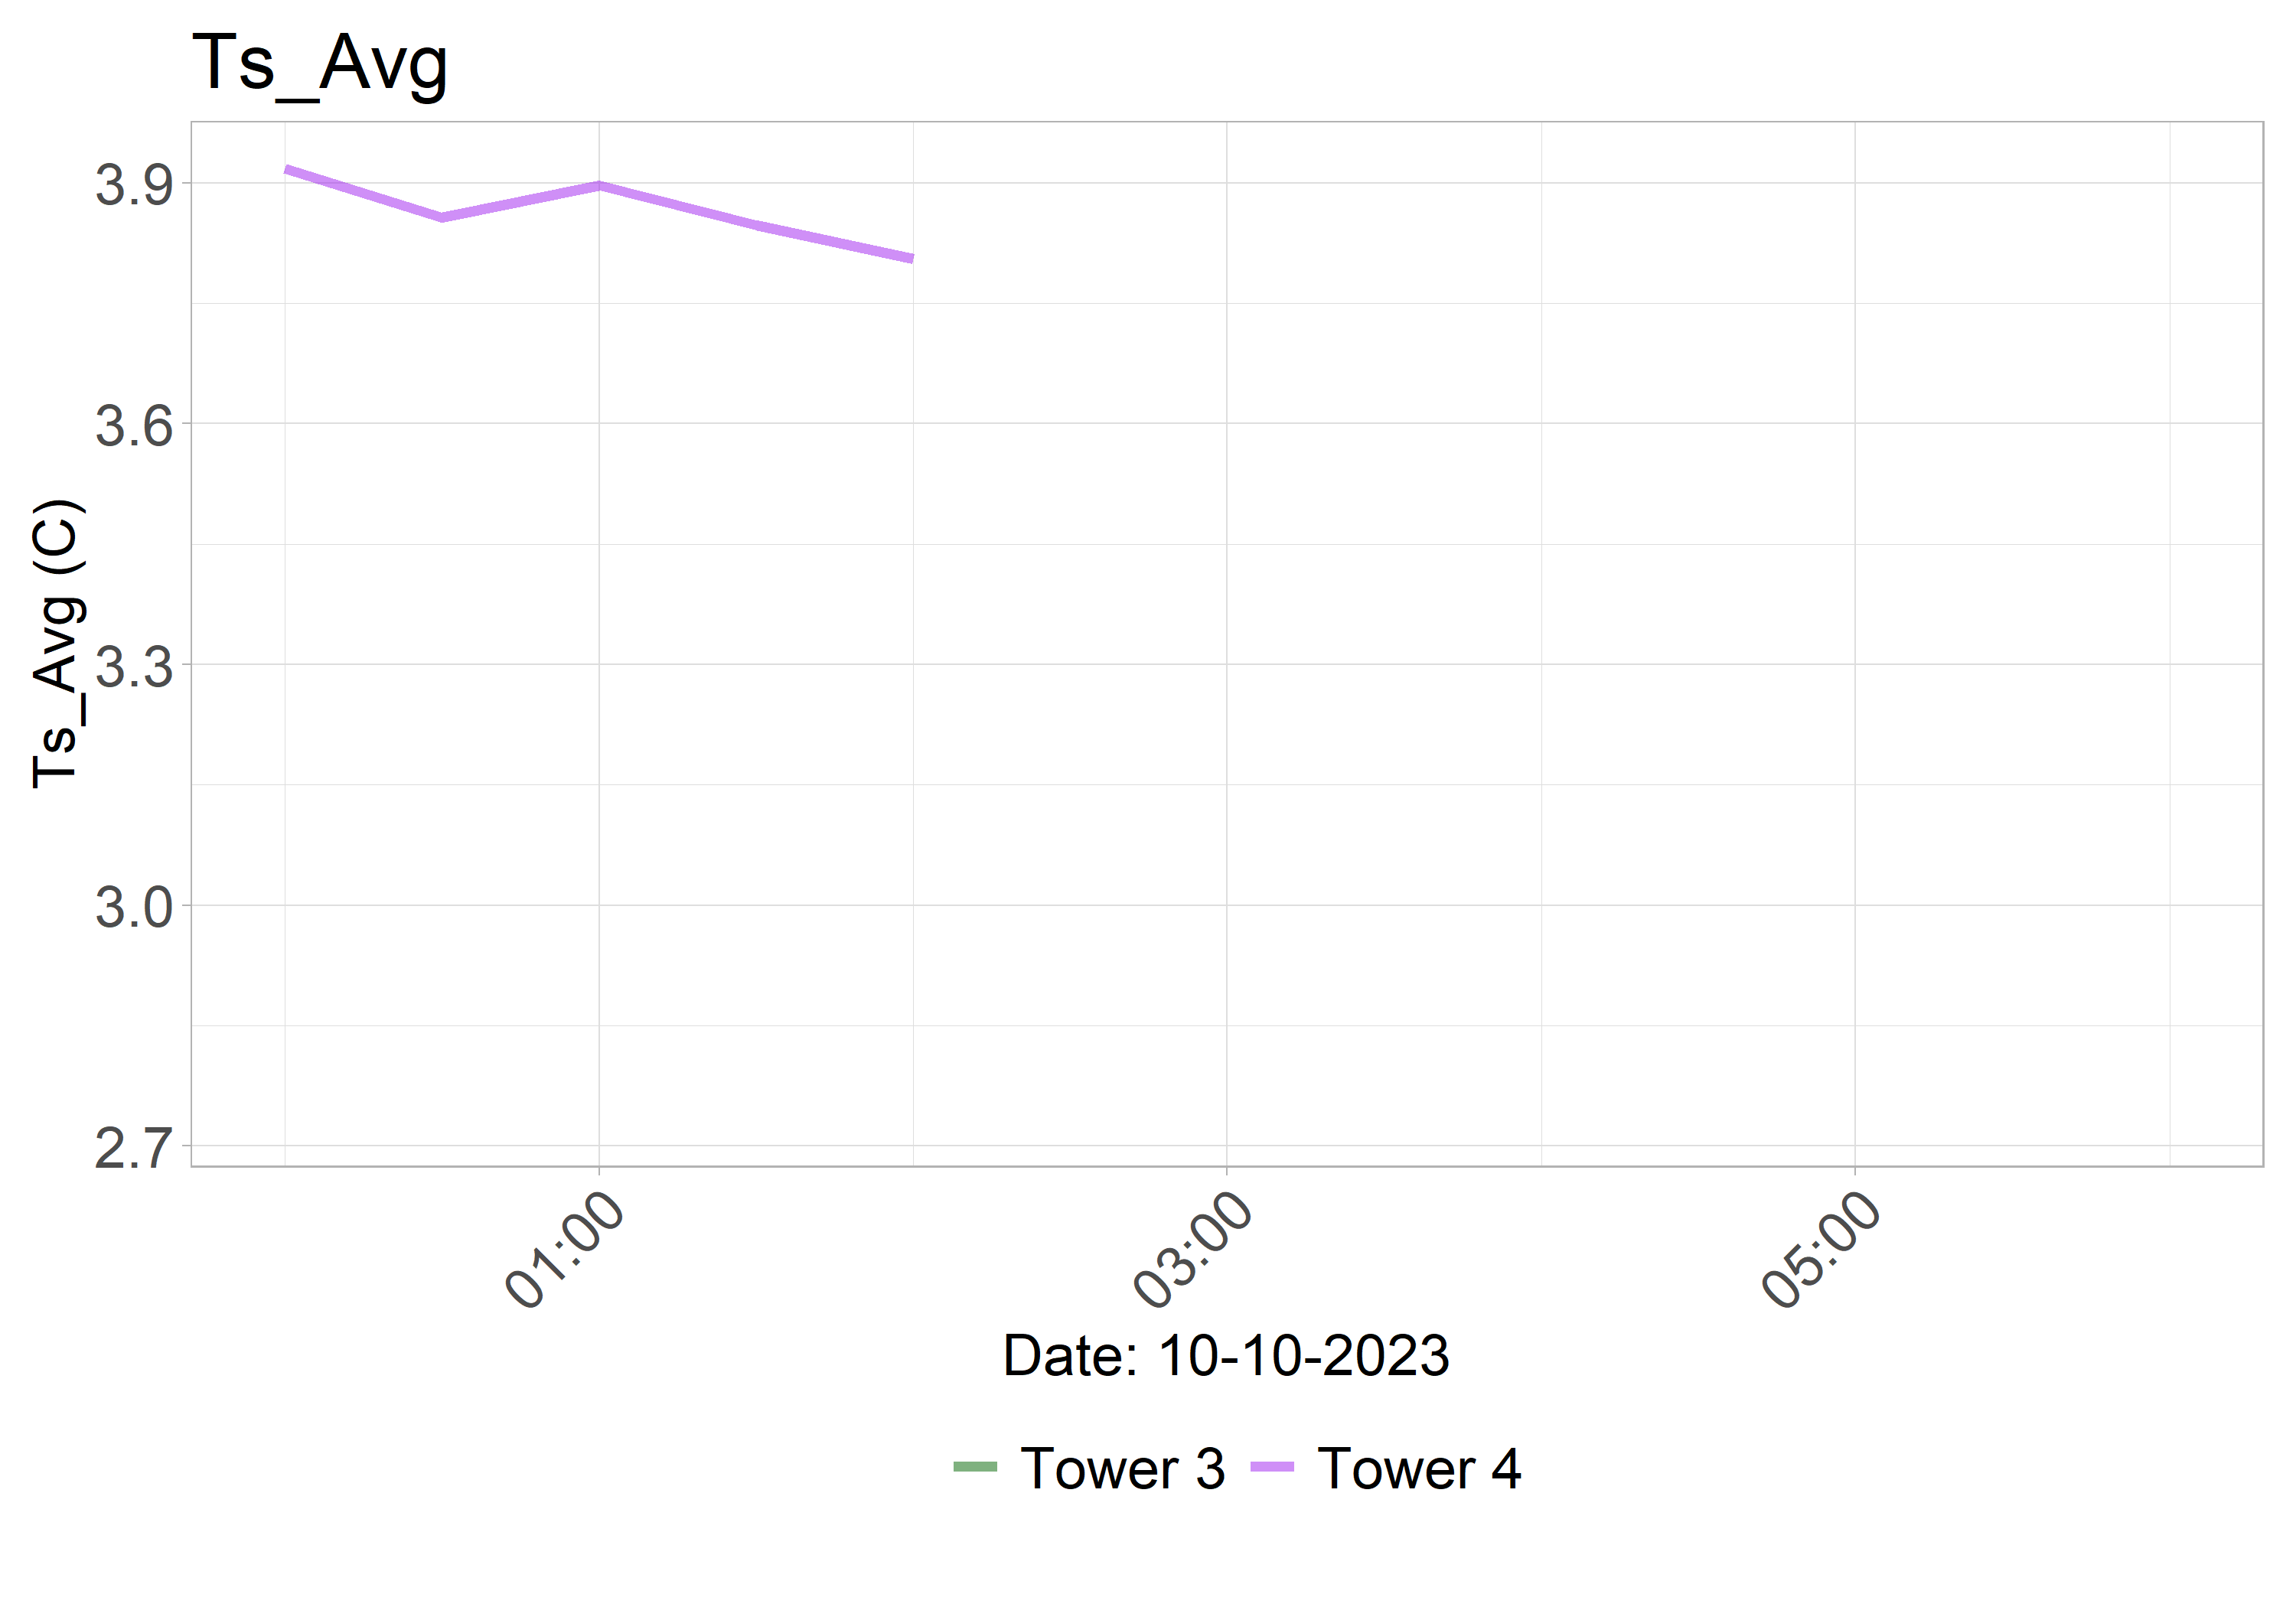 Ts_Avg
3.9
3.6
3.3
3.0
2.7
Ts_Avg (C)
01:00 03:00 05:00
Date: 10-10-2023
Tower 3 Tower 4